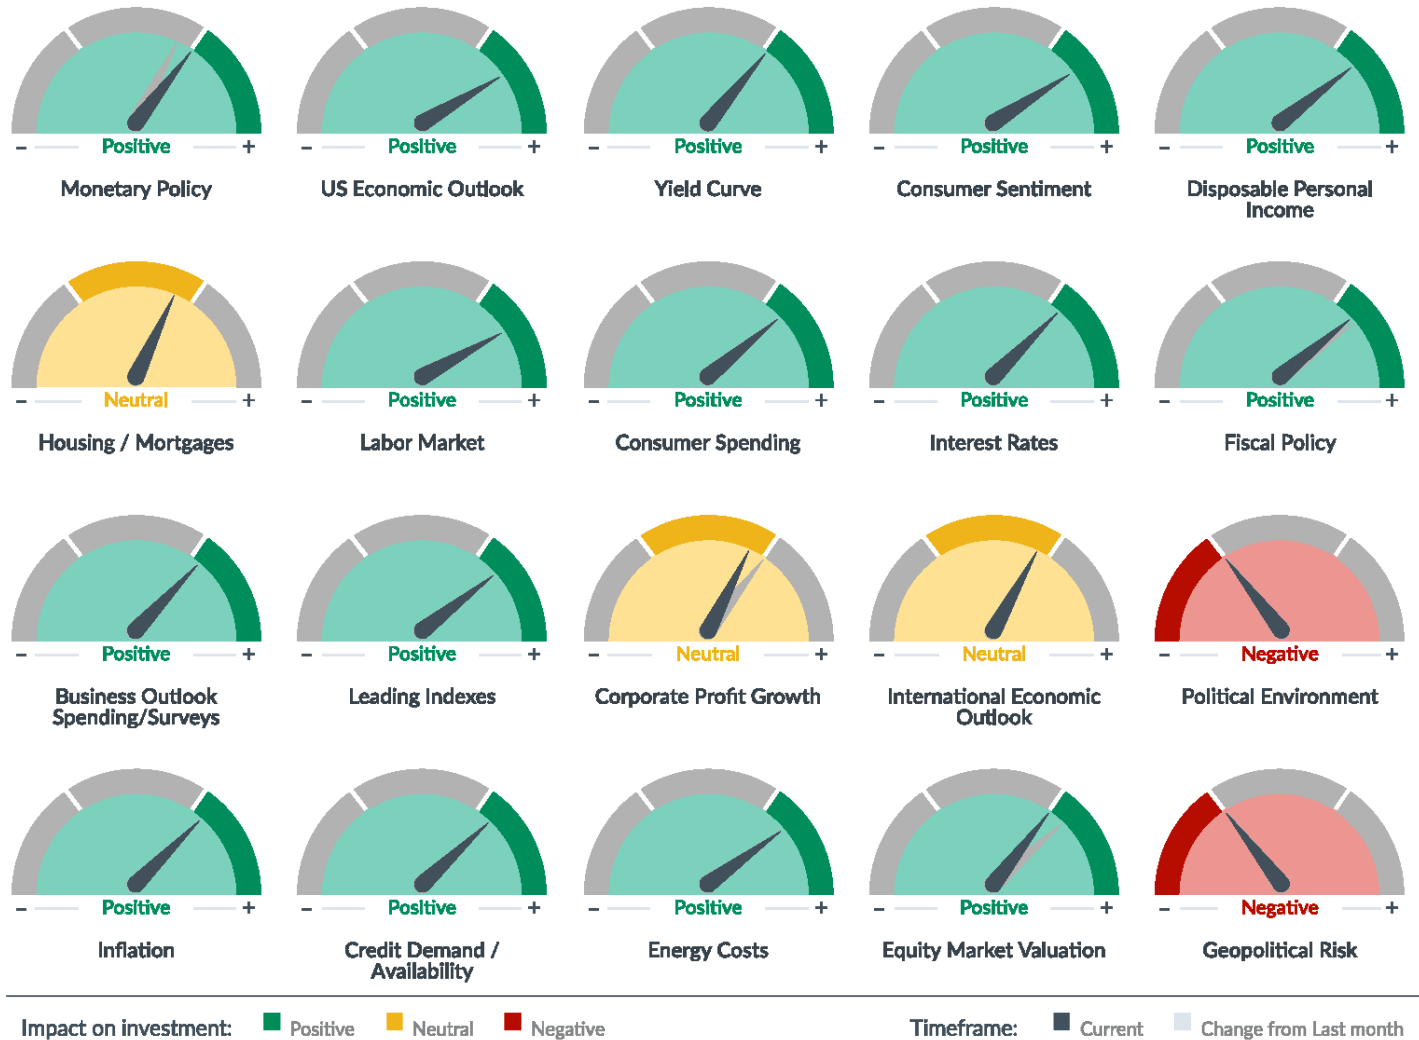 - Positive +
- Positive +
- Positive +
- Positive +
- Positive +
Monetary Policy
US Economic Outlook
Yield Curve
Consumer Sentiment
Disposable Personal
Income
- Neutral +
- Positive +
- Positive +
- Positive +
- Positive +
Housing / Mortgages
Labor Market
Consumer Spending
Interest Rates
Fiscal Policy
- Positive +
- Positive +
- Neutral +
- Neutral +
- Negative +
Business Outlook
Spending/Surveys
Leading Indexes
Corporate Profit Growth
International Economic
Outlook
Political Environment
- Positive +
- Positive +
- Positive +
- Positive +
- Negative +
Inflation
Credit Demand /
Availability
Energy Costs
Equity Market Valuation
Geopolitical Risk
Impact on investment: Positive Neutral Negative
Timeframe: Current Change from Last month